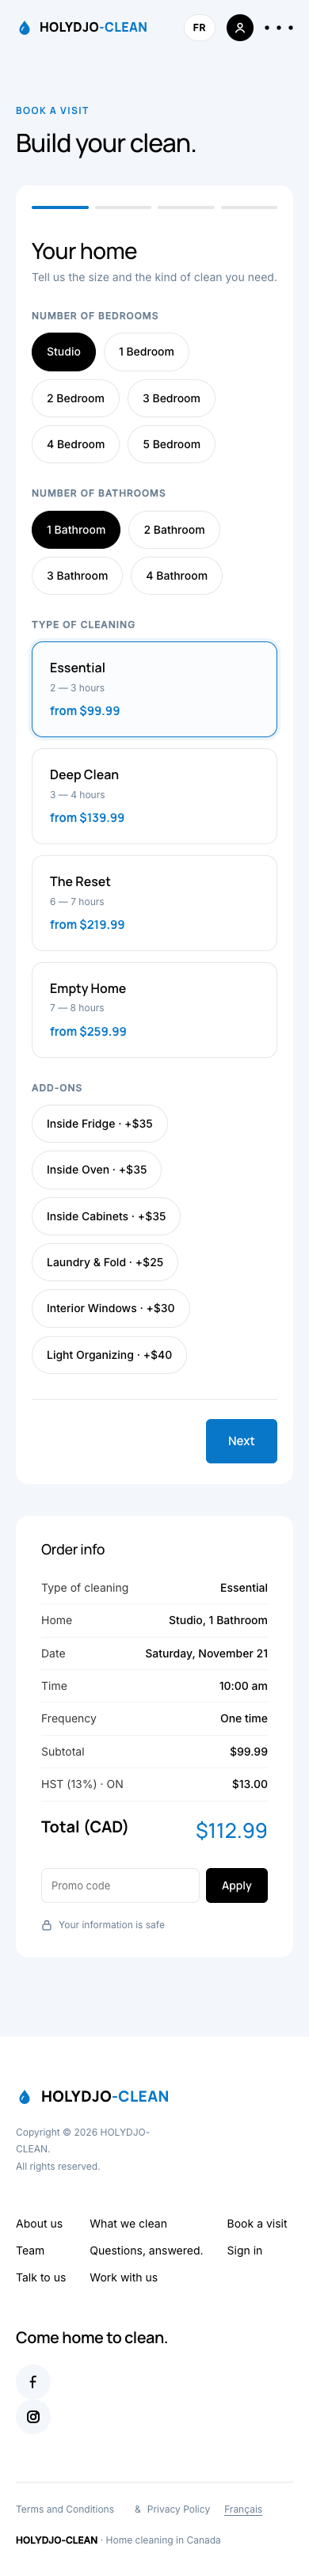 HOLYDJO-CLEAN
FR
BOOK A VISIT
Build your clean.
Your home
Tell us the size and the kind of clean you need.
NUMBER OF BEDROOMS
Studio
1 Bedroom
2 Bedroom
3 Bedroom
4 Bedroom
5 Bedroom
NUMBER OF BATHROOMS
1 Bathroom
2 Bathroom
3 Bathroom
4 Bathroom
TYPE OF CLEANING
Essential
2 — 3 hours
from $99.99
Deep Clean
3 — 4 hours
from $139.99
The Reset
6 — 7 hours
from $219.99
Empty Home
7 — 8 hours
from $259.99
ADD-ONS
Inside Fridge · +$35
Inside Oven · +$35
Inside Cabinets · +$35
Laundry & Fold · +$25
Interior Windows · +$30
Light Organizing · +$40
Next
Order info
Type of cleaning Essential
Home Studio, 1 Bathroom
Date Saturday, November 21
Time 10:00 am
Frequency One time
Subtotal $99.99
HST (13%) · ON $13.00
Total (CAD) $112.99
Promo code Apply
Your information is safe
HOLYDJO-CLEAN
Copyright © 2026 HOLYDJO-
CLEAN.
All rights reserved.
About us What we clean Book a visit
Team Questions, answered. Sign in
Talk to us Work with us
Come home to clean.
Terms and Conditions & Privacy Policy Français
HOLYDJO-CLEAN · Home cleaning in Canada